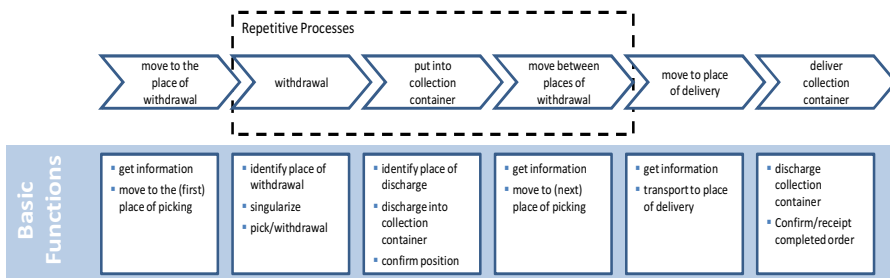 Repetitive Processes
move to the
place of
withdrawal
withdrawal
put into
collection
container
move between
places of
withdrawal
move to place
of delivery
deliver
collection
container
Basic
Functions
▪ get information
▪ move to the (first)
place of picking
▪ identify place of
withdrawal
▪ singularize
▪ pick/withdrawal
▪ identify place of
discharge
▪ discharge into
collection
container
▪ confirm position
▪ get information
▪ move to (next)
place of picking
▪ get information
▪ transport to place
of delivery
▪ discharge
collection
container
▪ Confirm/receipt
completed order